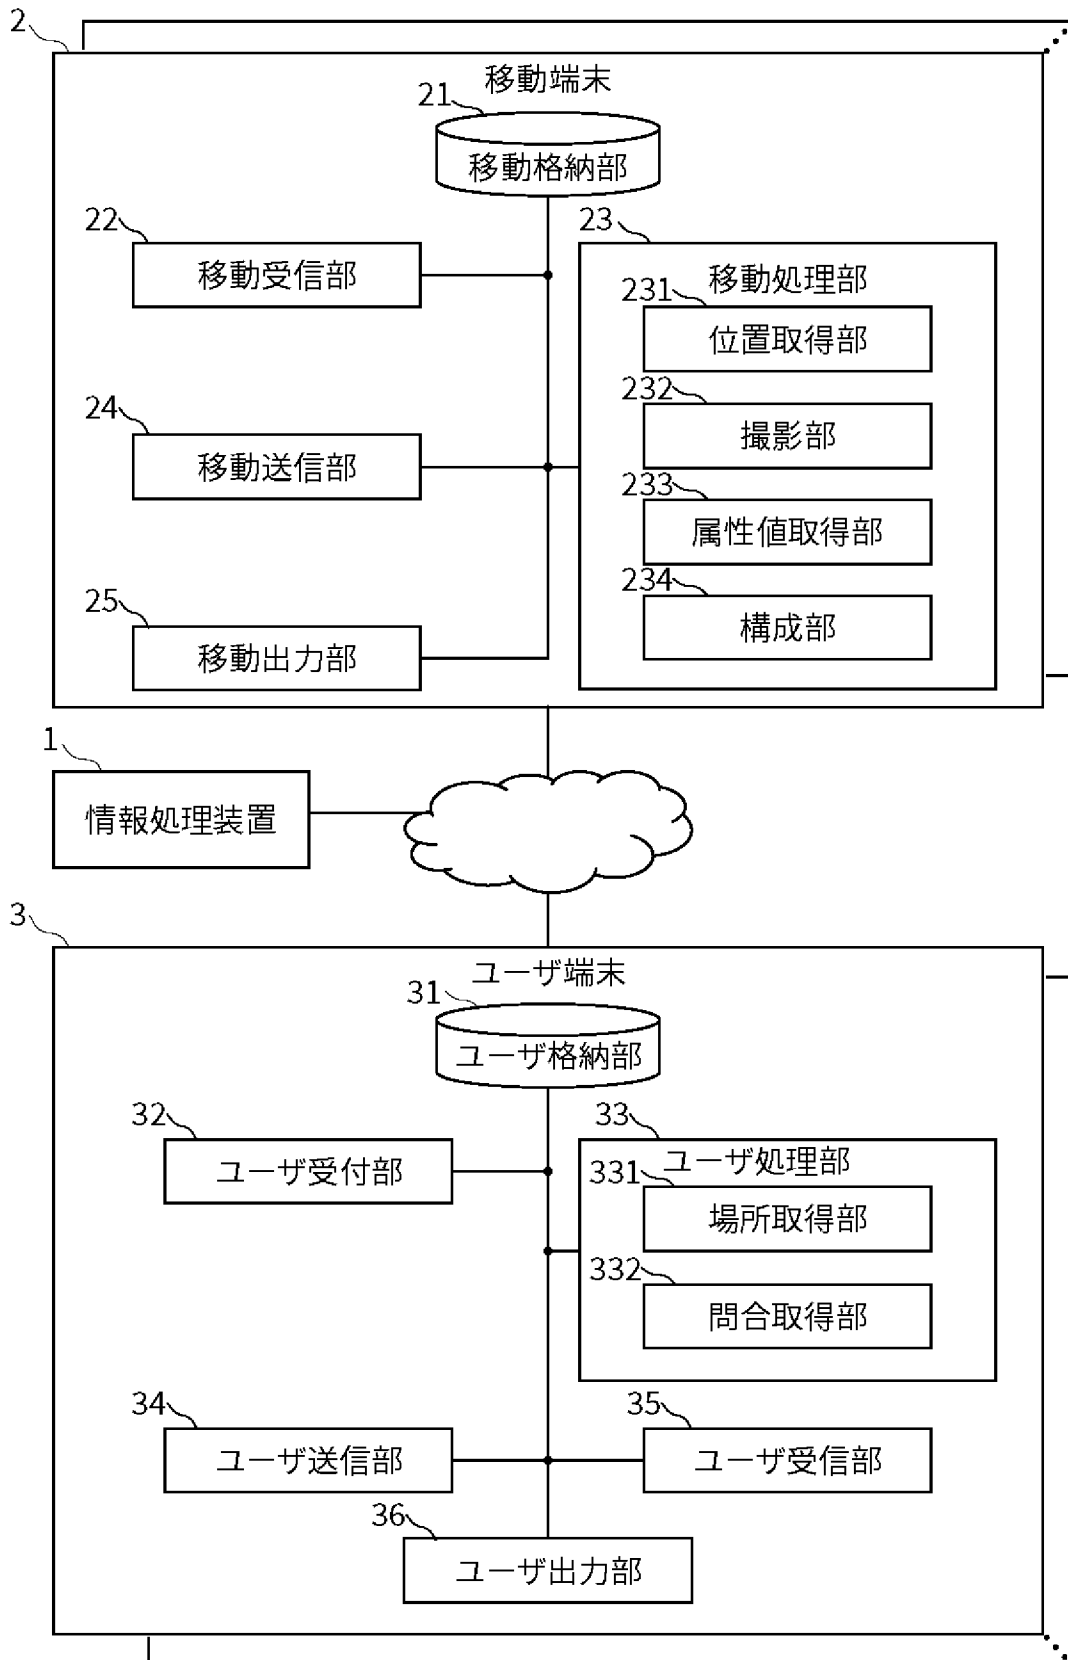 2
移動端末
21
移動格納部
22
移動受信部
23
移動処理部
231
位置取得部
232
撮影部
24
移動送信部
233
属性値取得部
234
構成部
25
移動出力部
1
情報処理装置
3
ユーザ端末
31
ユーザ格納部
32
ユーザ受付部
33
ユーザ処理部
331
場所取得部
332
問合取得部
34
ユーザ送信部
35
ユーザ受信部
36
ユーザ出力部